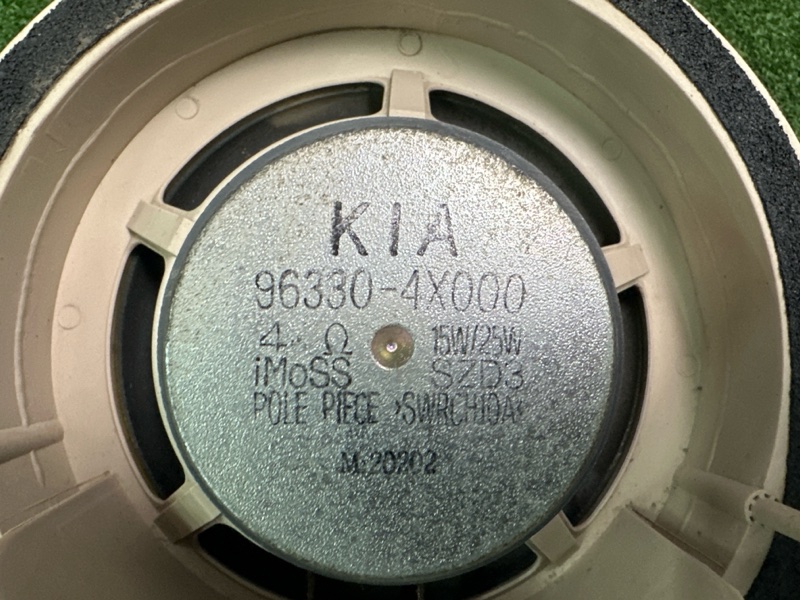 KIA
96330-4X000
4 Ω 15W/25W
iMoSS SZD3
POLE PIECE >SWRCH10A<
M:20202